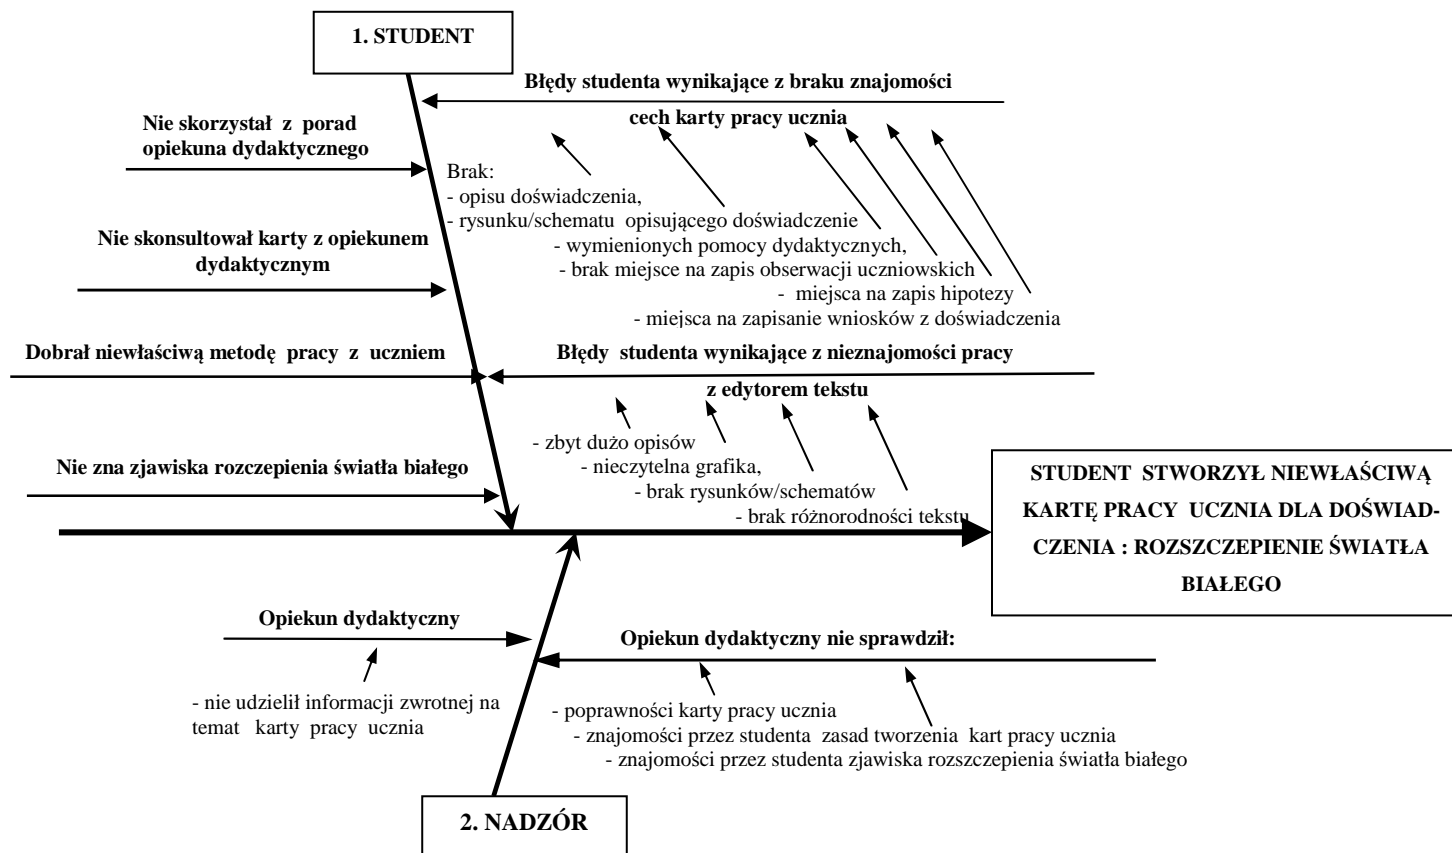 1. STUDENT
Błędy studenta wynikające z braku znajomości
cech karty pracy ucznia
Nie skorzystał z porad
opiekuna dydaktycznego
Brak:
- opisu doświadczenia,
- rysunku/schematu opisującego doświadczenie
- wymienionych pomocy dydaktycznych,
- brak miejsce na zapis obserwacji uczniowskich
- miejsca na zapis hipotezy
- miejsca na zapisanie wniosków z doświadczenia
Nie skonsultował karty z opiekunem
dydaktycznym
Dobrał niewłaściwą metodę pracy z uczniem
Błędy studenta wynikające z nieznajomości pracy
z edytorem tekstu
- zbyt dużo opisów
- nieczytelna grafika,
- brak rysunków/schematów
- brak różnorodności tekstu
Nie zna zjawiska rozczepienia światła białego
STUDENT STWORZYŁ NIEWŁAŚCIWĄ
KARTĘ PRACY UCZNIA DLA DOŚWIAD-
CZENIA : ROZSZCZEPIENIE ŚWIATŁA
BIAŁEGO
Opiekun dydaktyczny
- nie udzielił informacji zwrotnej na
temat karty pracy ucznia
Opiekun dydaktyczny nie sprawdził:
- poprawności karty pracy ucznia
- znajomości przez studenta zasad tworzenia kart pracy ucznia
- znajomości przez studenta zjawiska rozszczepienia światła białego
2. NADZÓR